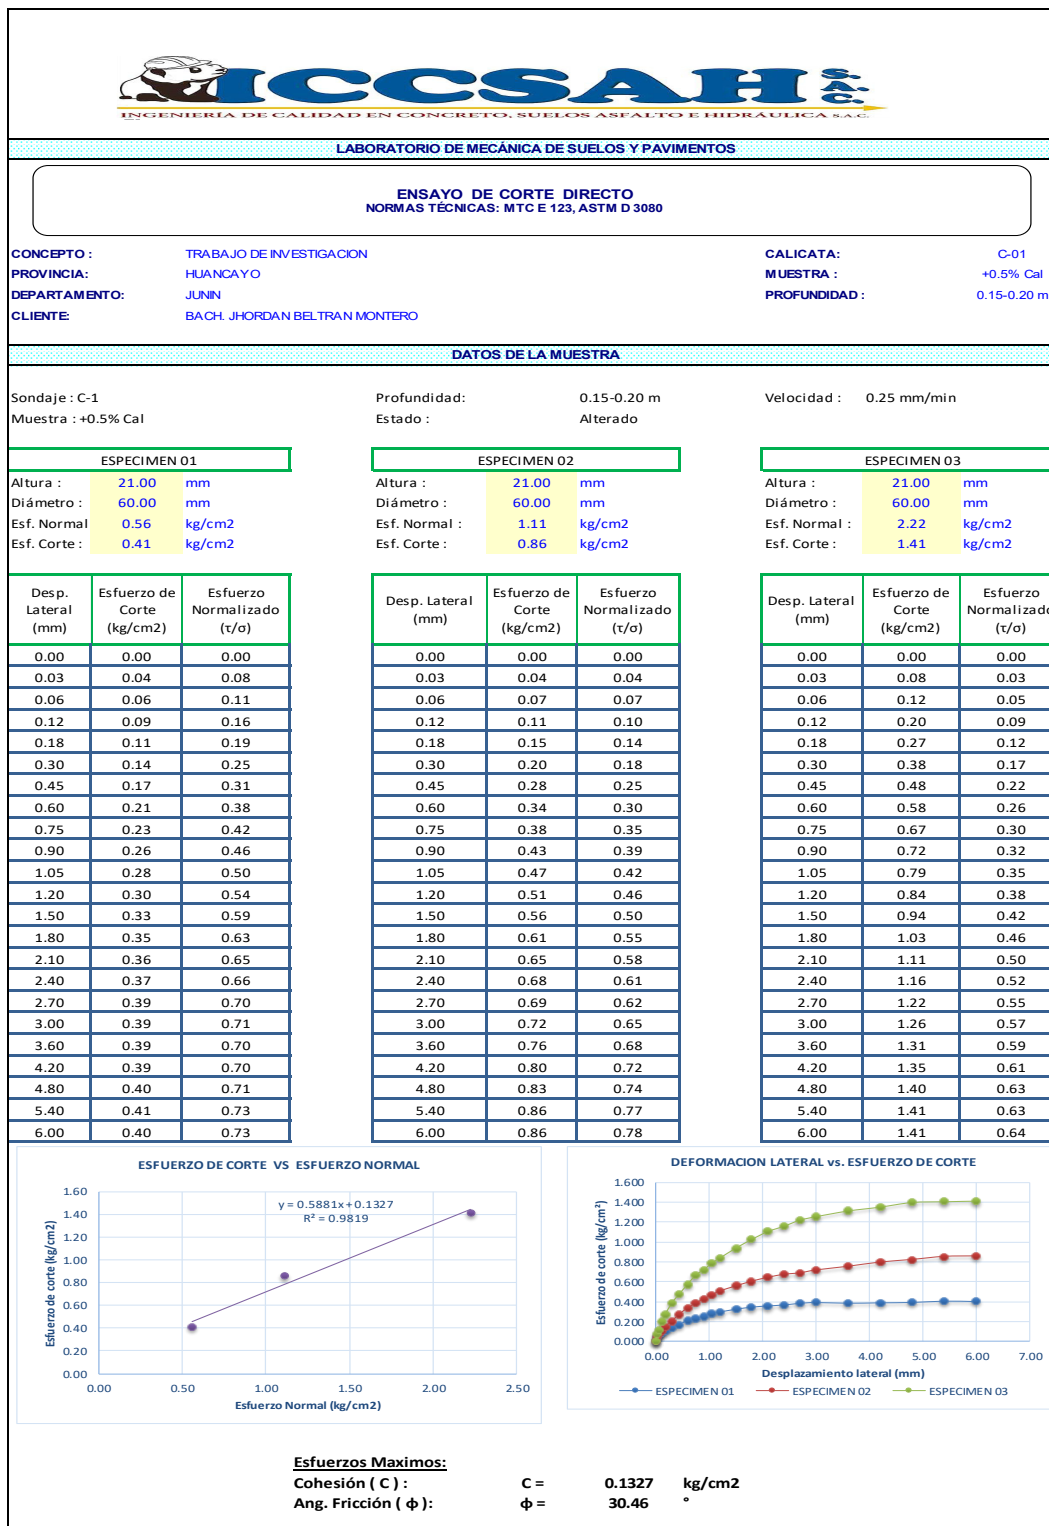 ICCSAH S.A.C.
INGENIERÍA DE CALIDAD EN CONCRETO, SUELOS ASFALTO E HIDRÁULICA S.A.C.
LABORATORIO DE MECÁNICA DE SUELOS Y PAVIMENTOS
ENSAYO DE CORTE DIRECTO
NORMAS TÉCNICAS: MTC E 123, ASTM D 3080
CONCEPTO : TRABAJO DE INVESTIGACION CALICATA: C-01
PROVINCIA: HUANCAYO MUESTRA : +0.5% Cal
DEPARTAMENTO: JUNIN PROFUNDIDAD : 0.15-0.20 m
CLIENTE: BACH. JHORDAN BELTRAN MONTERO
DATOS DE LA MUESTRA
Sondaje : C-1 Profundidad: 0.15-0.20 m Velocidad : 0.25 mm/min
Muestra : +0.5% Cal Estado : Alterado
ESPECIMEN 01 ESPECIMEN 02 ESPECIMEN 03
Altura : 21.00 mm Altura : 21.00 mm Altura : 21.00 mm
Diámetro : 60.00 mm Diámetro : 60.00 mm Diámetro : 60.00 mm
Esf. Normal 0.56 kg/cm2 Esf. Normal : 1.11 kg/cm2 Esf. Normal : 2.22 kg/cm2
Esf. Corte : 0.41 kg/cm2 Esf. Corte : 0.86 kg/cm2 Esf. Corte : 1.41 kg/cm2
Desp. Lateral (mm) Esfuerzo de Corte (kg/cm2) Esfuerzo Normalizado (τ/σ) Desp. Lateral (mm) Esfuerzo de Corte (kg/cm2) Esfuerzo Normalizado (τ/σ) Desp. Lateral (mm) Esfuerzo de Corte (kg/cm2) Esfuerzo Normalizado (τ/σ)
0.00 0.00 0.00 0.00 0.00 0.00 0.00 0.00 0.00
0.03 0.04 0.08 0.03 0.04 0.04 0.03 0.08 0.03
0.06 0.06 0.11 0.06 0.07 0.07 0.06 0.12 0.05
0.12 0.09 0.16 0.12 0.11 0.10 0.12 0.20 0.09
0.18 0.11 0.19 0.18 0.15 0.14 0.18 0.27 0.12
0.30 0.14 0.25 0.30 0.20 0.18 0.30 0.38 0.17
0.45 0.17 0.31 0.45 0.28 0.25 0.45 0.48 0.22
0.60 0.21 0.38 0.60 0.34 0.30 0.60 0.58 0.26
0.75 0.23 0.42 0.75 0.38 0.35 0.75 0.67 0.30
0.90 0.26 0.46 0.90 0.43 0.39 0.90 0.72 0.32
1.05 0.28 0.50 1.05 0.47 0.42 1.05 0.79 0.35
1.20 0.30 0.54 1.20 0.51 0.46 1.20 0.84 0.38
1.50 0.33 0.59 1.50 0.56 0.50 1.50 0.94 0.42
1.80 0.35 0.63 1.80 0.61 0.55 1.80 1.03 0.46
2.10 0.36 0.65 2.10 0.65 0.58 2.10 1.11 0.50
2.40 0.37 0.66 2.40 0.68 0.61 2.40 1.16 0.52
2.70 0.39 0.70 2.70 0.69 0.62 2.70 1.22 0.55
3.00 0.39 0.71 3.00 0.72 0.65 3.00 1.26 0.57
3.60 0.39 0.70 3.60 0.76 0.68 3.60 1.31 0.59
4.20 0.39 0.70 4.20 0.80 0.72 4.20 1.35 0.61
4.80 0.40 0.71 4.80 0.83 0.74 4.80 1.40 0.63
5.40 0.41 0.73 5.40 0.86 0.77 5.40 1.41 0.63
6.00 0.40 0.73 6.00 0.86 0.78 6.00 1.41 0.64
ESFUERZO DE CORTE VS ESFUERZO NORMAL
y = 0.5881x + 0.1327
R² = 0.9819
Esfuerzo de corte (kg/cm2)
1.60
1.40
1.20
1.00
0.80
0.60
0.40
0.20
0.00
0.00 0.50 1.00 1.50 2.00 2.50
Esfuerzo Normal (kg/cm2)
DEFORMACION LATERAL vs. ESFUERZO DE CORTE
Esfuerzo de corte (kg/cm²)
1.600
1.400
1.200
1.000
0.800
0.600
0.400
0.200
0.000
0.00 1.00 2.00 3.00 4.00 5.00 6.00 7.00
Desplazamiento lateral (mm)
ESPECIMEN 01 ESPECIMEN 02 ESPECIMEN 03
Esfuerzos Maximos:
Cohesión ( C ) : C = 0.1327 kg/cm2
Ang. Fricción ( ϕ ): ϕ = 30.46 °